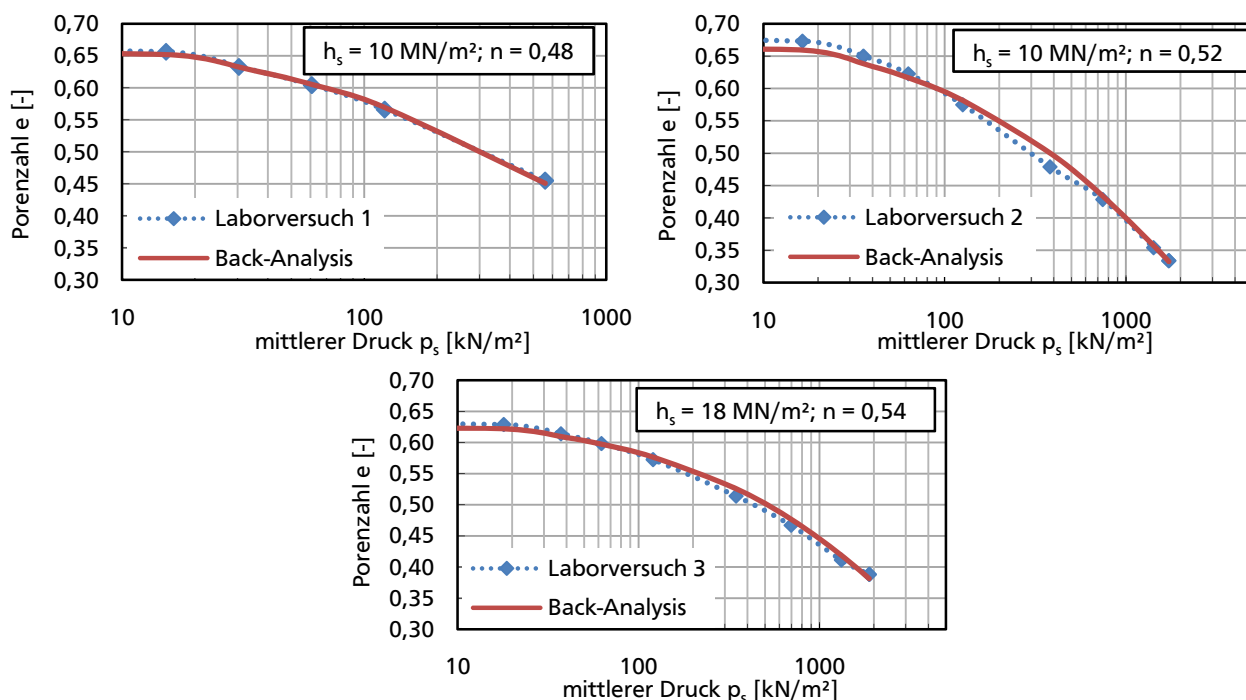 0,70
0,65
0,60
0,55
0,50
0,45
0,40
0,35
0,30
Porenzahl e [-]
hₛ = 10 MN/m²; n = 0,48
Laborversuch 1
Back-Analysis
10 100 1000
mittlerer Druck pₛ [kN/m²]
0,70
0,65
0,60
0,55
0,50
0,45
0,40
0,35
0,30
Porenzahl e [-]
hₛ = 10 MN/m²; n = 0,52
Laborversuch 2
Back-Analysis
10 100 1000
mittlerer Druck pₛ [kN/m²]
0,70
0,65
0,60
0,55
0,50
0,45
0,40
0,35
0,30
Porenzahl e [-]
hₛ = 18 MN/m²; n = 0,54
Laborversuch 3
Back-Analysis
10 100 1000
mittlerer Druck pₛ [kN/m²]